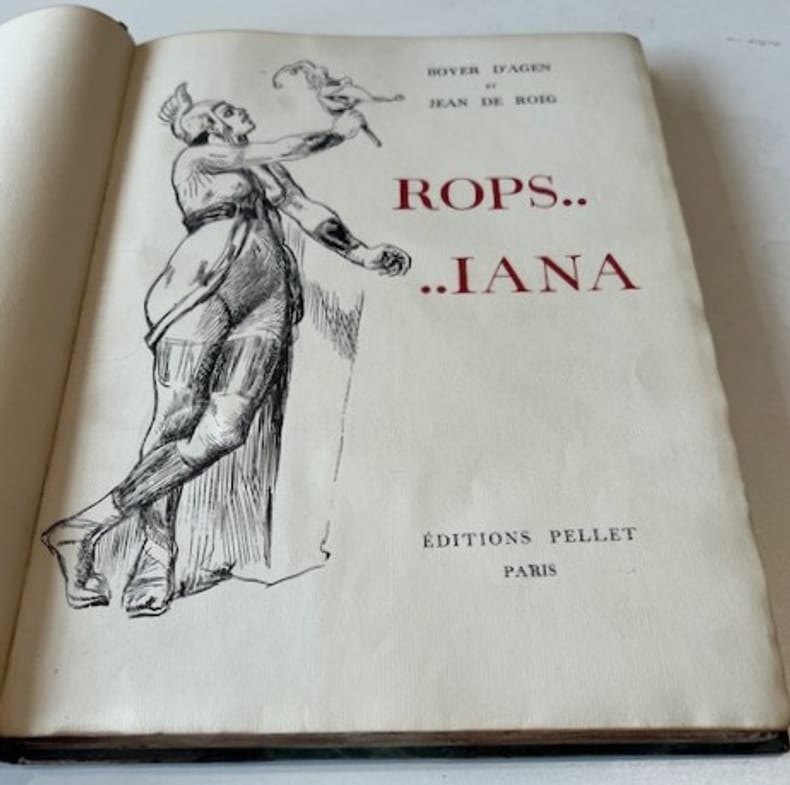 BOYER D'AGEN
ET
JEAN DE ROIG
ROPS..
..IANA
ÉDITIONS PELLET
PARIS